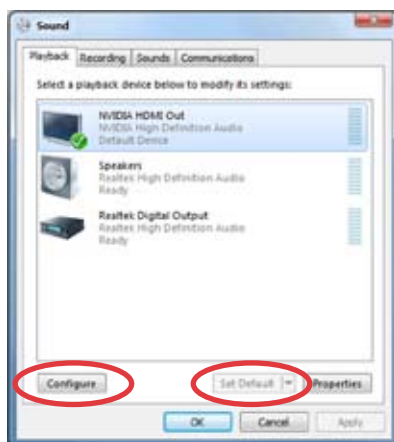 Sound
Playback Recording Sounds Communications
Select a playback device below to modify its settings:
NVIDIA HDMI Out
NVIDIA High Definition Audio
Default Device
Speakers
Realtek High Definition Audio
Ready
Realtek Digital Output
Realtek High Definition Audio
Ready
Configure Set Default Properties
OK Cancel Apply